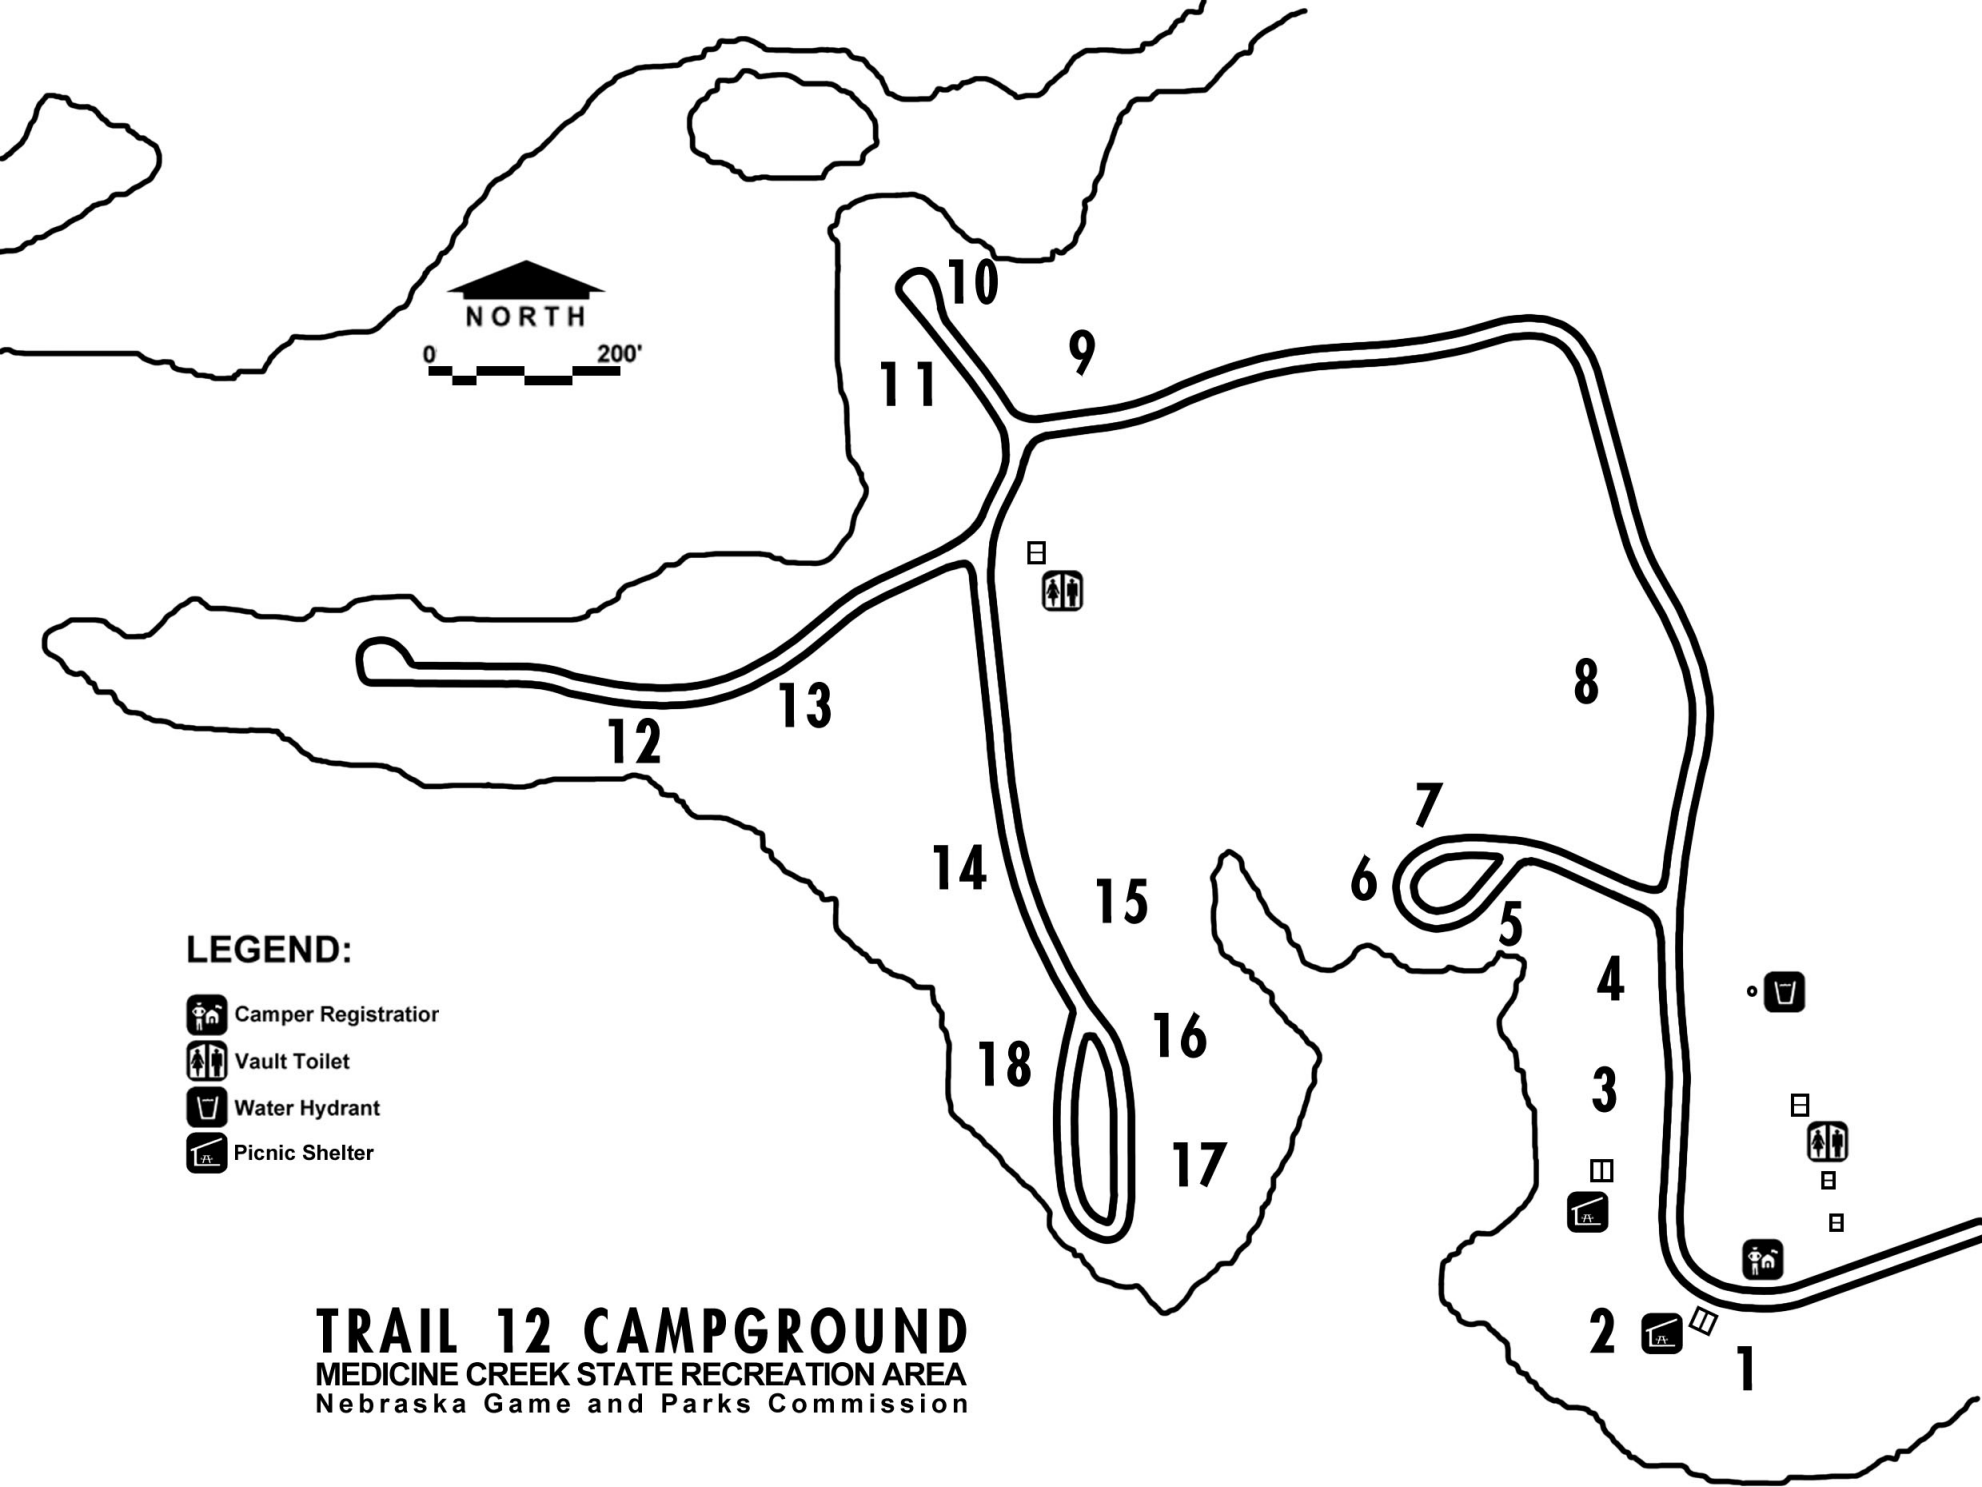 10
9
NORTH
0 200'
11
8
13
12
7
14
6
15
5
4
LEGEND:
Camper Registratior
16
18
Vault Toilet
3
Water Hydrant
Picnic Shelter
17
TRAIL 12 CAMPGROUND
2
1
MEDICINE CREEK STATE RECREATION AREA
Nebraska Game and Parks Commission